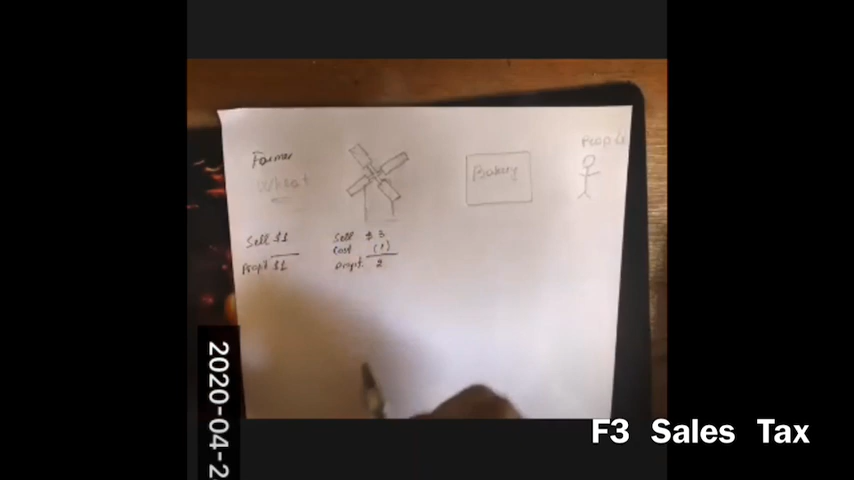 Farmer
Wheat
Bakery
People
Sell $1
Profit $1
Sell $3
Cost (1)
Profit 2
2020-04-2
F3 Sales Tax